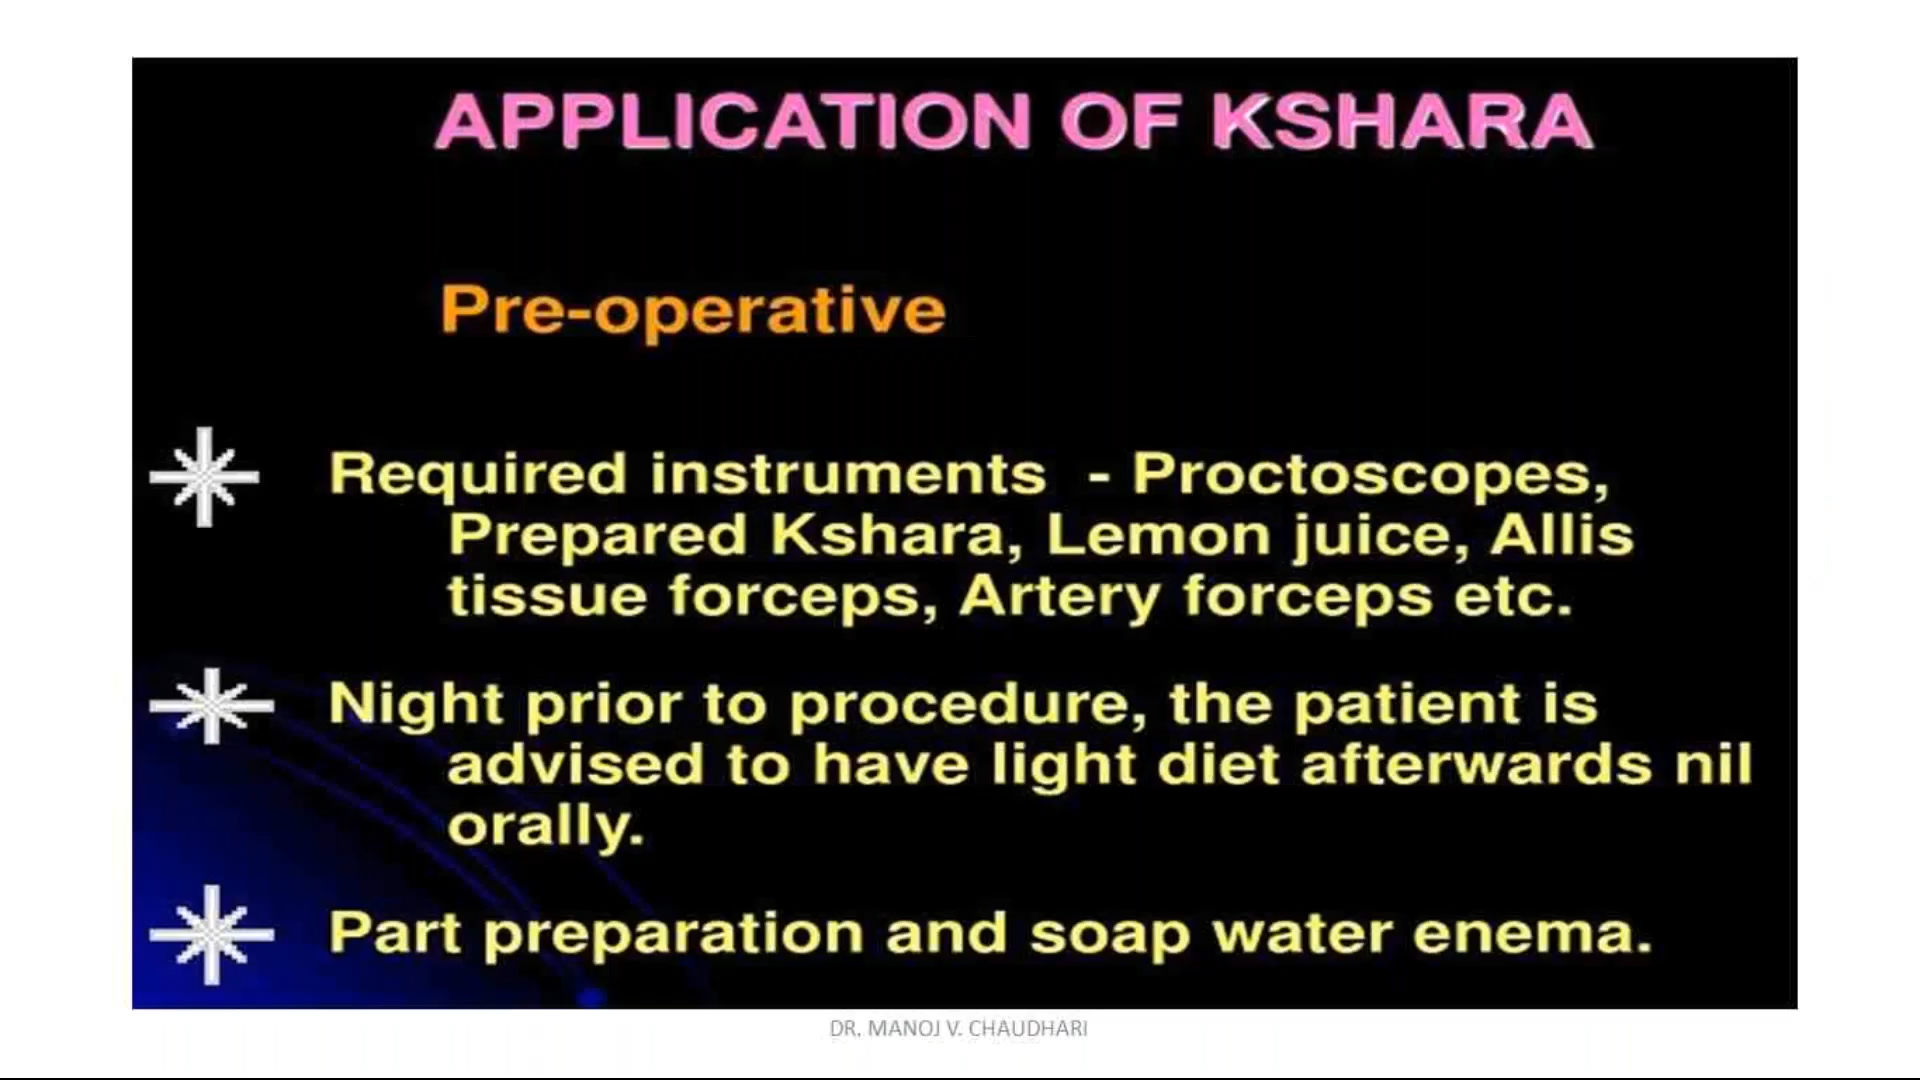 APPLICATION OF KSHARA
Pre-operative
Required instruments - Proctoscopes,
Prepared Kshara, Lemon juice, Allis
tissue forceps, Artery forceps etc.
Night prior to procedure, the patient is
advised to have light diet afterwards nil
orally.
Part preparation and soap water enema.
DR. MANOJ V. CHAUDHARI